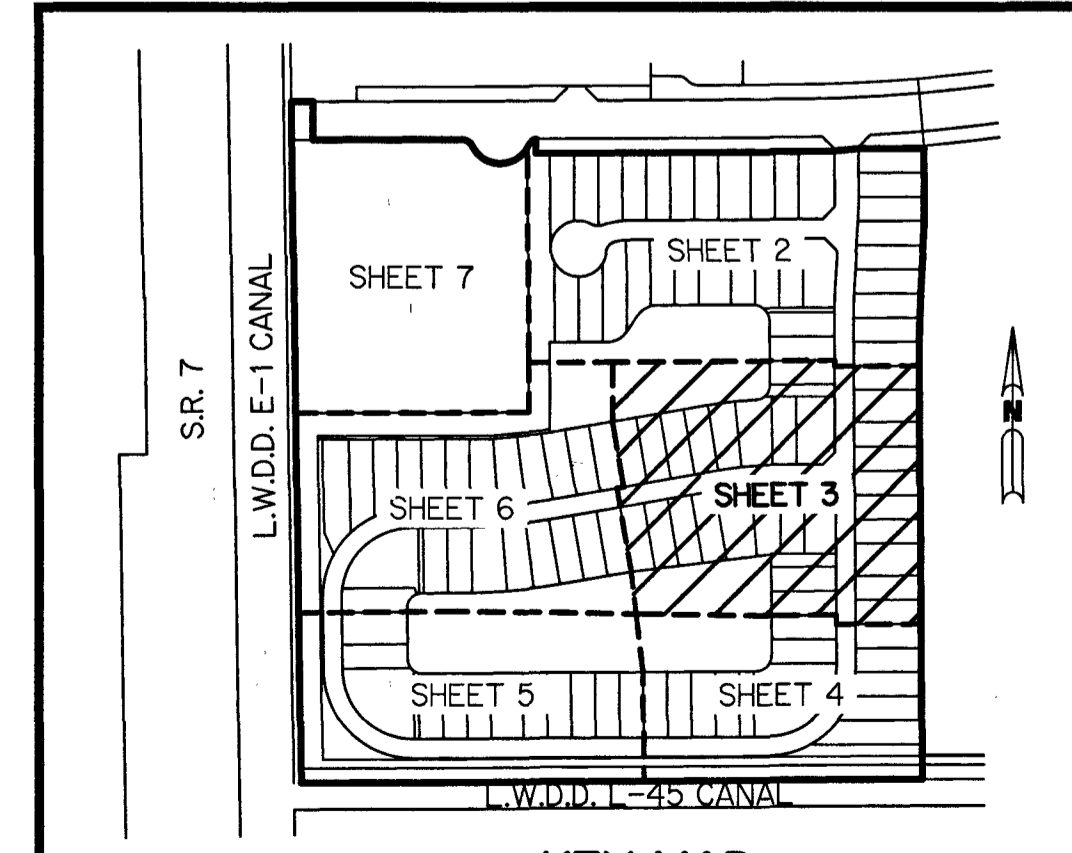 SHEET 2
SHEET 7
L.W.D.D. E-1 CANAL
S.R. 7
N
SHEET 3
SHEET 6
SHEET 5
SHEET 4
L.W.D.D. L-45 CANAL